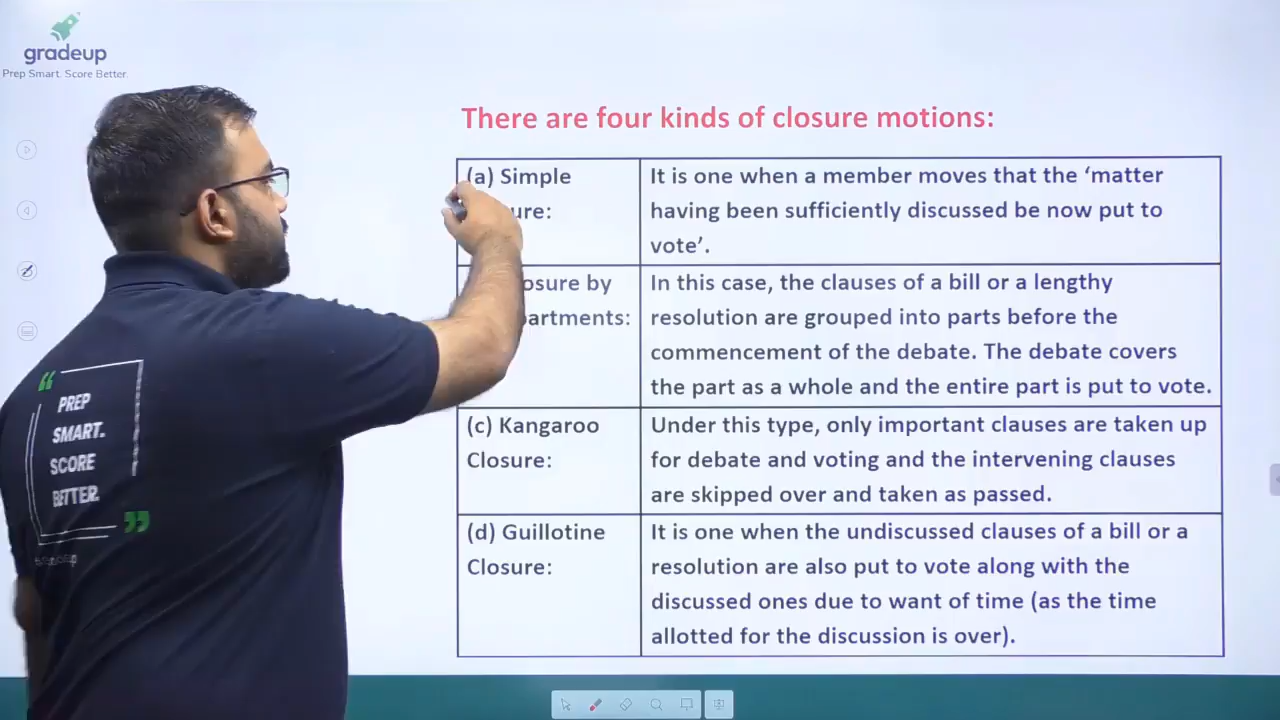 gradeup
Prep Smart. Score Better.
There are four kinds of closure motions:
(a) Simple
ure:
It is one when a member moves that the ‘matter
having been sufficiently discussed be now put to
vote’.
osure by
partments:
In this case, the clauses of a bill or a lengthy
resolution are grouped into parts before the
commencement of the debate. The debate covers
the part as a whole and the entire part is put to vote.
(c) Kangaroo
Closure:
Under this type, only important clauses are taken up
for debate and voting and the intervening clauses
are skipped over and taken as passed.
(d) Guillotine
Closure:
It is one when the undiscussed clauses of a bill or a
resolution are also put to vote along with the
discussed ones due to want of time (as the time
allotted for the discussion is over).
“
PREP
SMART.
SCORE
BETTER.
”